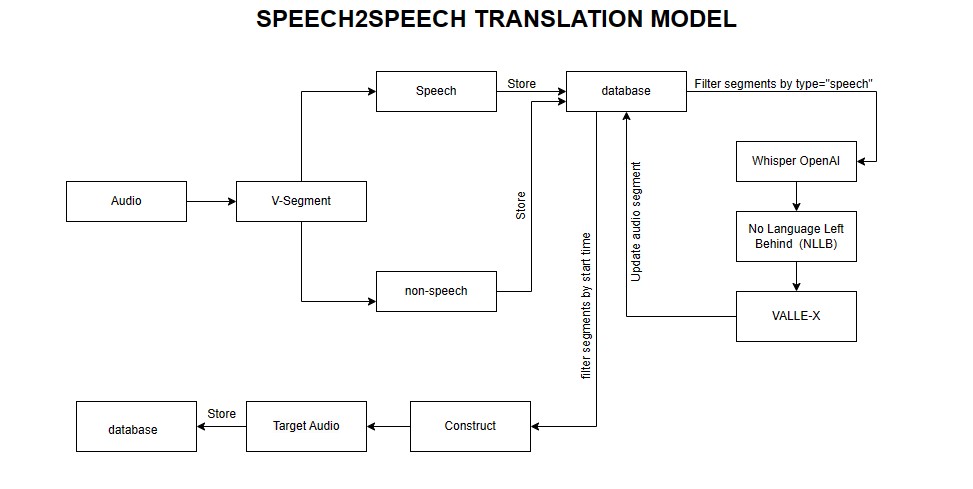 SPEECH2SPEECH TRANSLATION MODEL
Speech
Store
database
Filter segments by type="speech"
Whisper OpenAI
Audio
V-Segment
Store
Update audio segment
No Language Left
Behind (NLLB)
non-speech
filter segments by start time
VALLE-X
database
Store
Target Audio
Construct